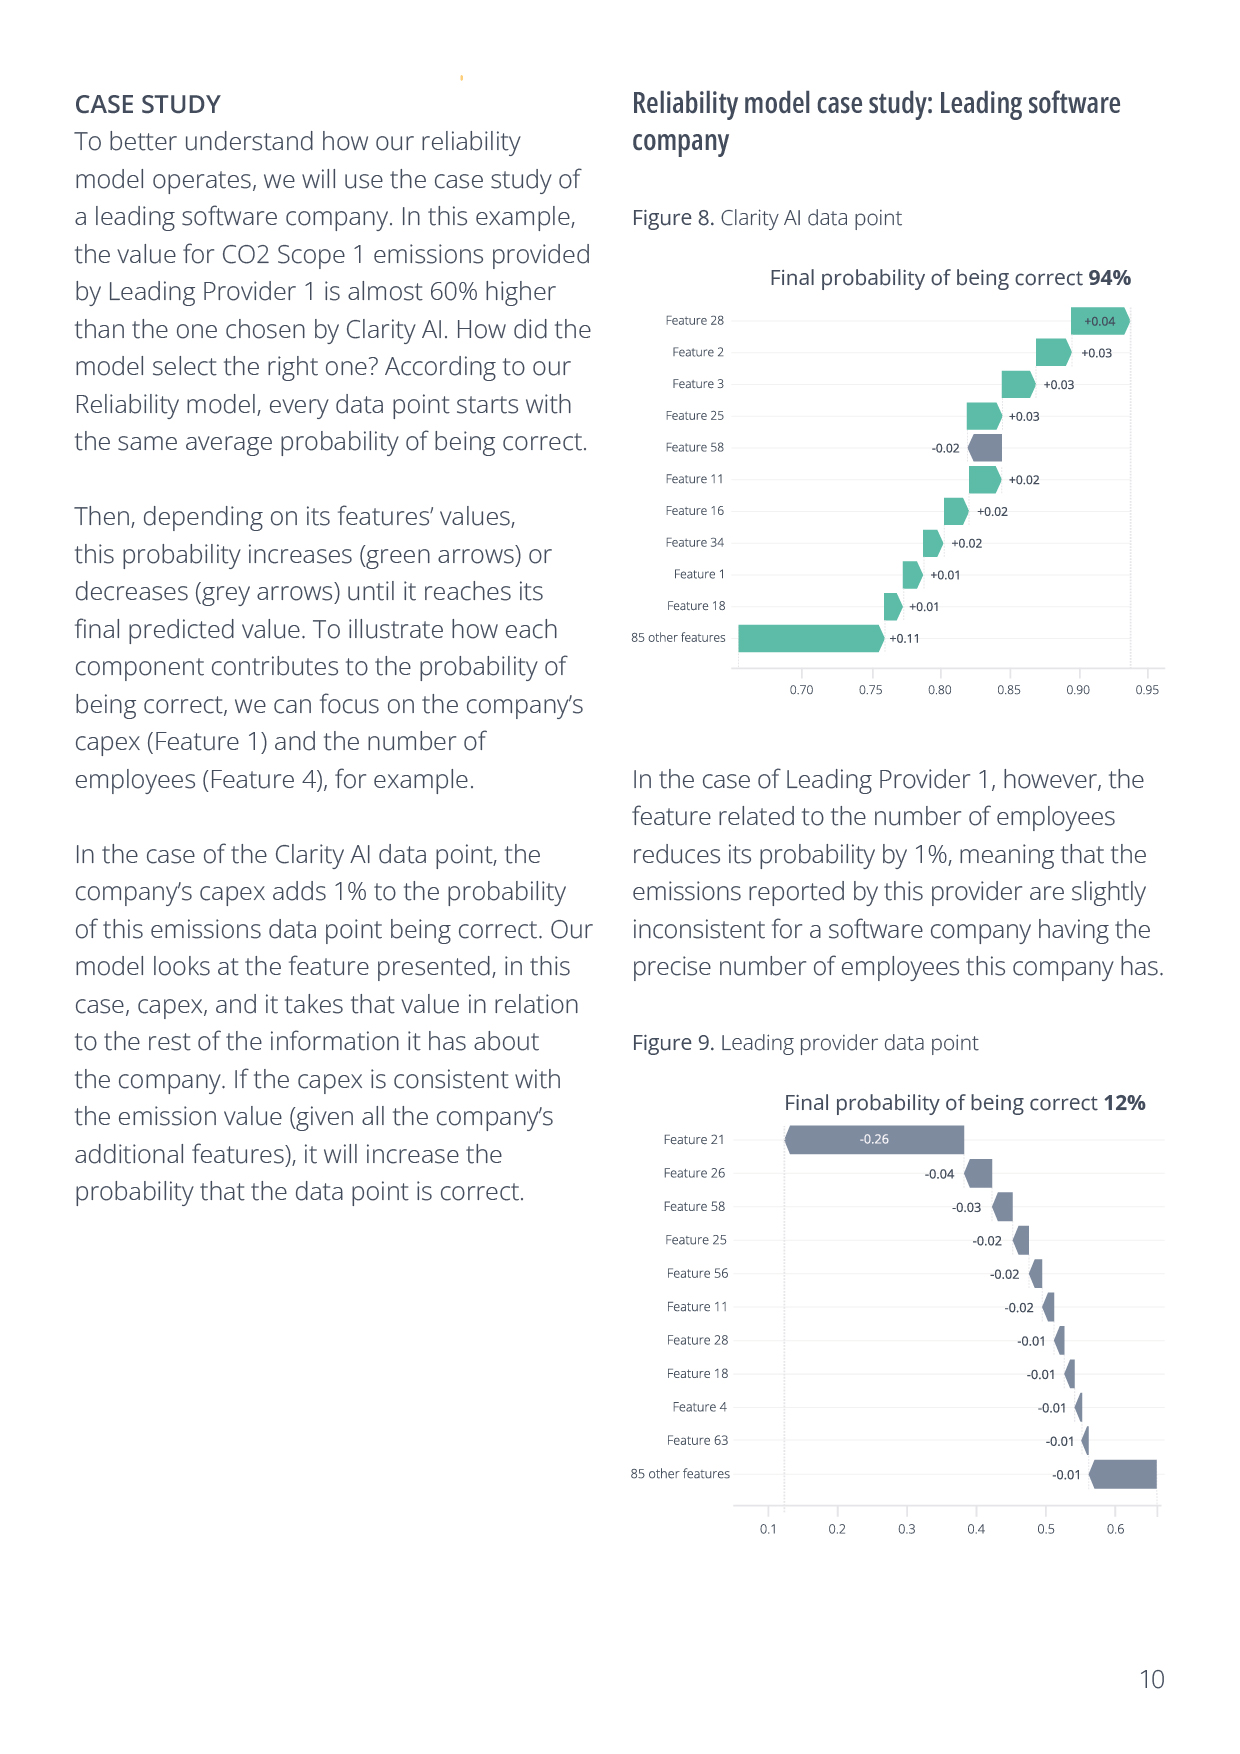 CASE STUDY
To better understand how our reliability
model operates, we will use the case study of
a leading software company. In this example,
the value for CO2 Scope 1 emissions provided
by Leading Provider 1 is almost 60% higher
than the one chosen by Clarity AI. How did the
model select the right one? According to our
Reliability model, every data point starts with
the same average probability of being correct.
Then, depending on its features’ values,
this probability increases (green arrows) or
decreases (grey arrows) until it reaches its
final predicted value. To illustrate how each
component contributes to the probability of
being correct, we can focus on the company’s
capex (Feature 1) and the number of
employees (Feature 4), for example.
In the case of the Clarity AI data point, the
company’s capex adds 1% to the probability
of this emissions data point being correct. Our
model looks at the feature presented, in this
case, capex, and it takes that value in relation
to the rest of the information it has about
the company. If the capex is consistent with
the emission value (given all the company’s
additional features), it will increase the
probability that the data point is correct.
Reliability model case study: Leading software
company
Figure 8. Clarity AI data point
Final probability of being correct 94%
Feature 28 +0.04
Feature 2 +0.03
Feature 3 +0.03
Feature 25 +0.03
Feature 58 -0.02
Feature 11 +0.02
Feature 16 +0.02
Feature 34 +0.02
Feature 1 +0.01
Feature 18 +0.01
85 other features +0.11
0.70 0.75 0.80 0.85 0.90 0.95
In the case of Leading Provider 1, however, the
feature related to the number of employees
reduces its probability by 1%, meaning that the
emissions reported by this provider are slightly
inconsistent for a software company having the
precise number of employees this company has.
Figure 9. Leading provider data point
Final probability of being correct 12%
Feature 21 -0.26
Feature 26 -0.04
Feature 58 -0.03
Feature 25 -0.02
Feature 56 -0.02
Feature 11 -0.02
Feature 28 -0.01
Feature 18 -0.01
Feature 4 -0.01
Feature 63 -0.01
85 other features -0.01
0.1 0.2 0.3 0.4 0.5 0.6
10